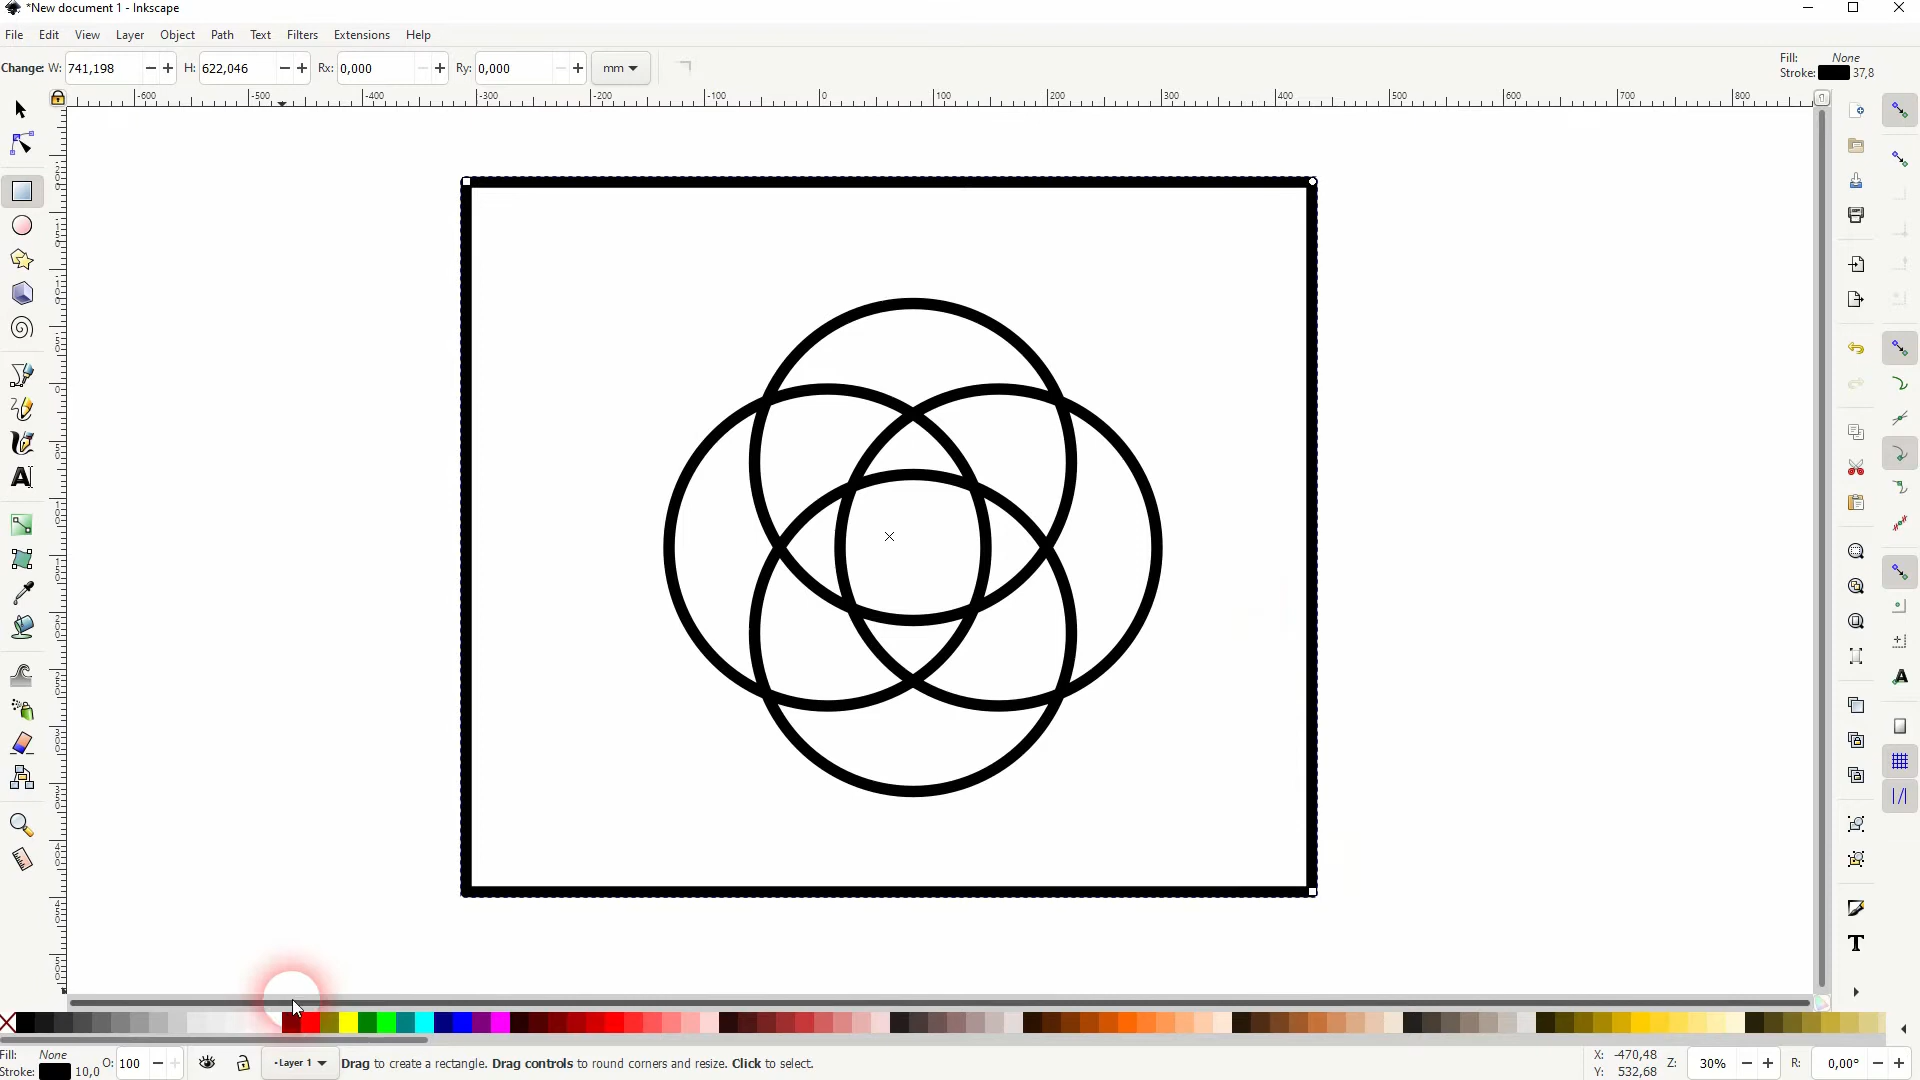 *New document 1 - Inkscape
File Edit View Layer Object Path Text Filters Extensions Help
Change: W: 741,198 H: 622,046 Rx: 0,000 Ry: 0,000 mm
Fill: None
Stroke: 37,8
-600 -500 -400 -300 -200 -100 0 100 200 300 400 500 600 700 800
Fill: None
Stroke: 10,0
O: 100
-Layer 1
Drag to create a rectangle. Drag controls to round corners and resize. Click to select.
X: -470,48
Y: 532,68
Z: 30%
R: 0,00°